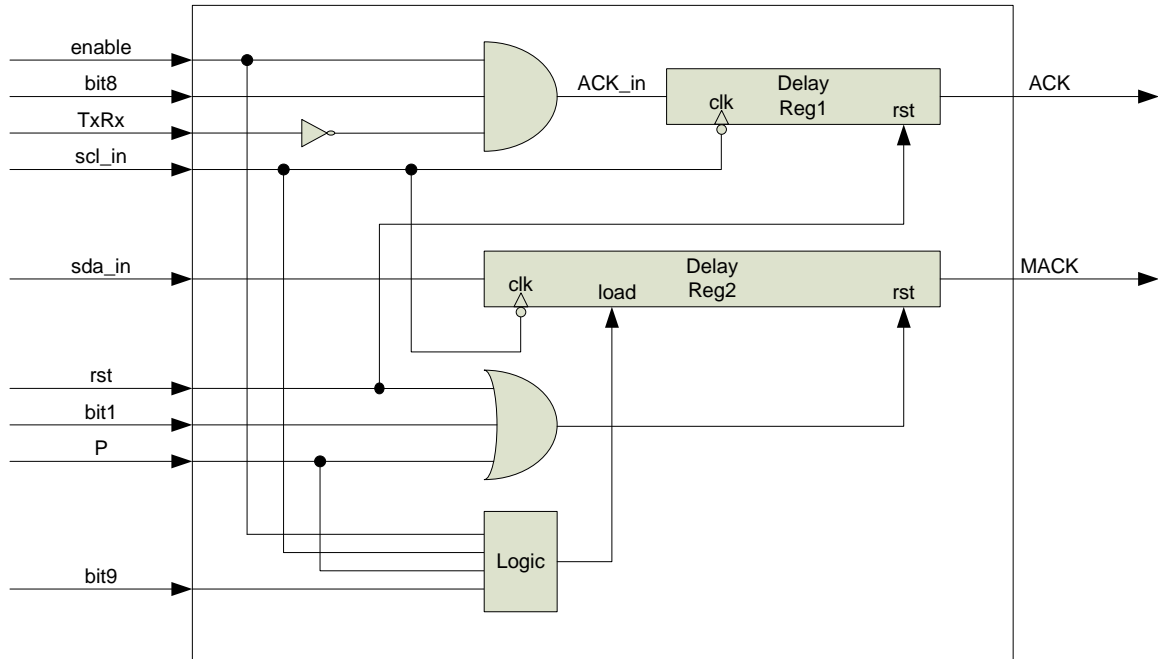 enable
bit8
TxRx
scl_in
ACK_in
clk
Delay
Reg1
rst
ACK
sda_in
clk
load
Delay
Reg2
rst
MACK
rst
bit1
P
Logic
bit9